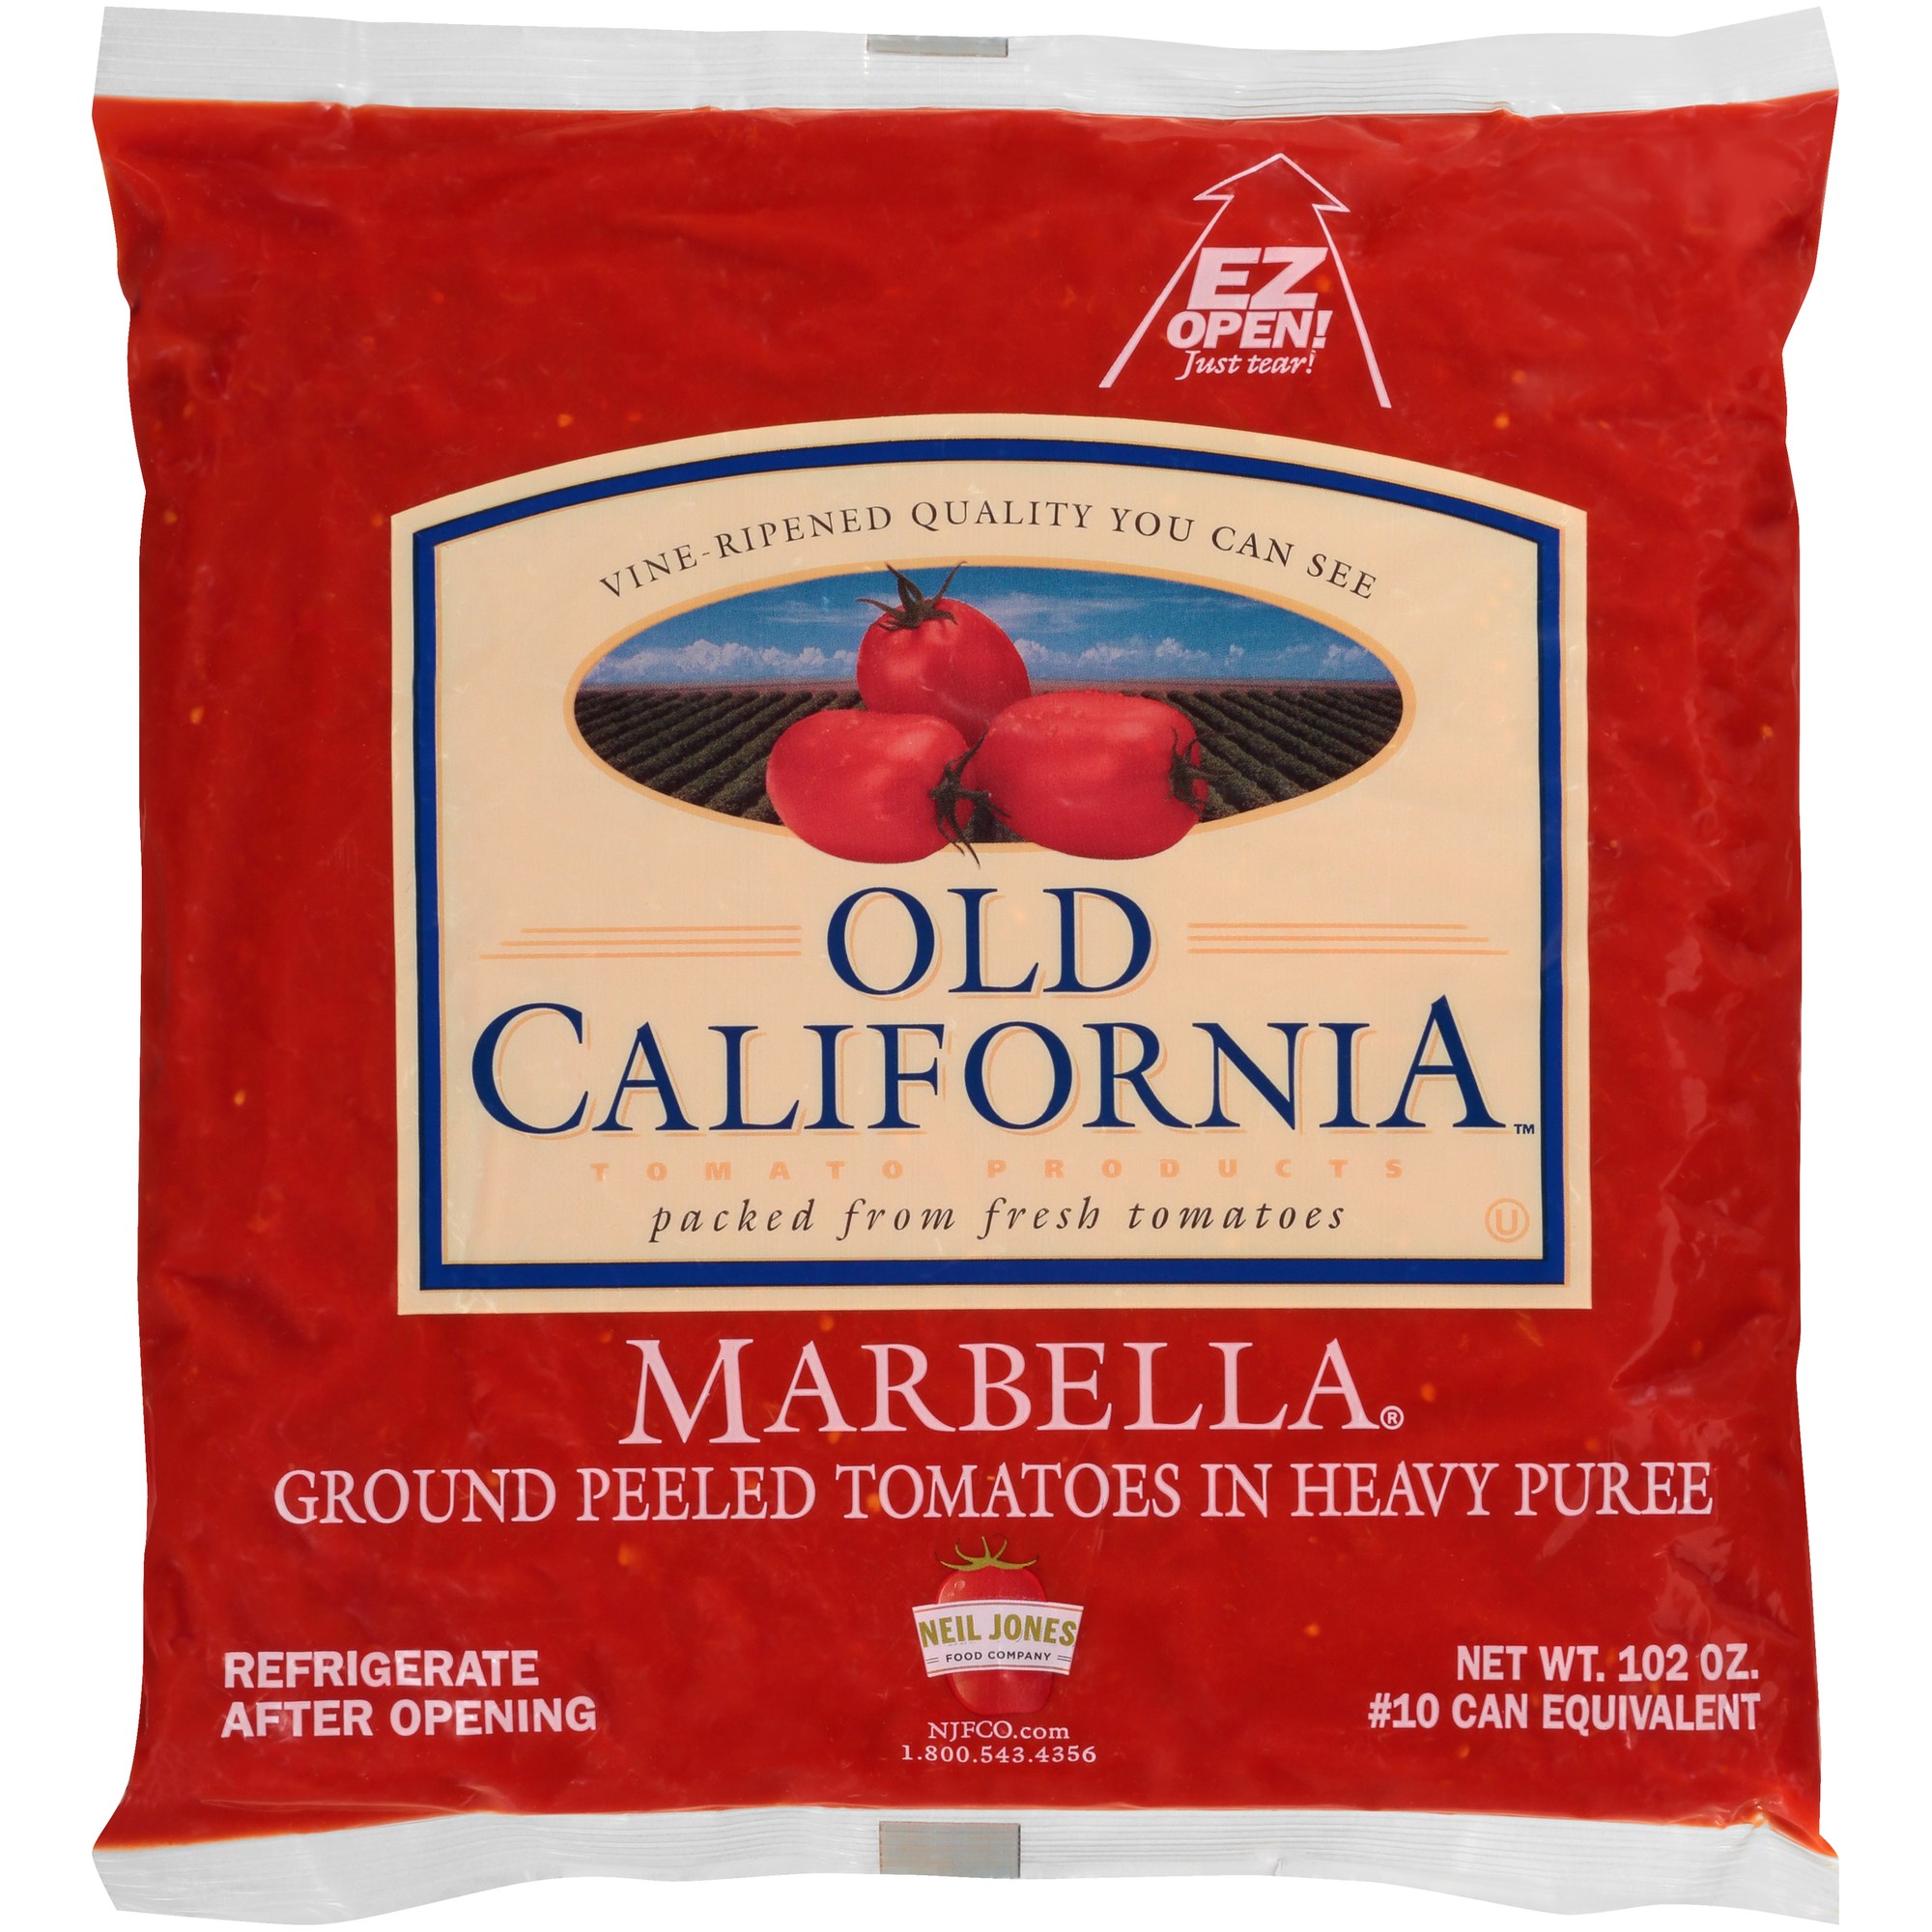 EZ
OPEN!
Just tear!
VINE-RIPENED QUALITY YOU CAN SEE
OLD
CALIFORNIA™
TOMATO PRODUCTS
packed from fresh tomatoes
U
MARBELLA®
GROUND PEELED TOMATOES IN HEAVY PUREE
NEIL JONES
FOOD COMPANY
REFRIGERATE
AFTER OPENING
NJFCO.com
1.800.543.4356
NET WT. 102 OZ.
#10 CAN EQUIVALENT